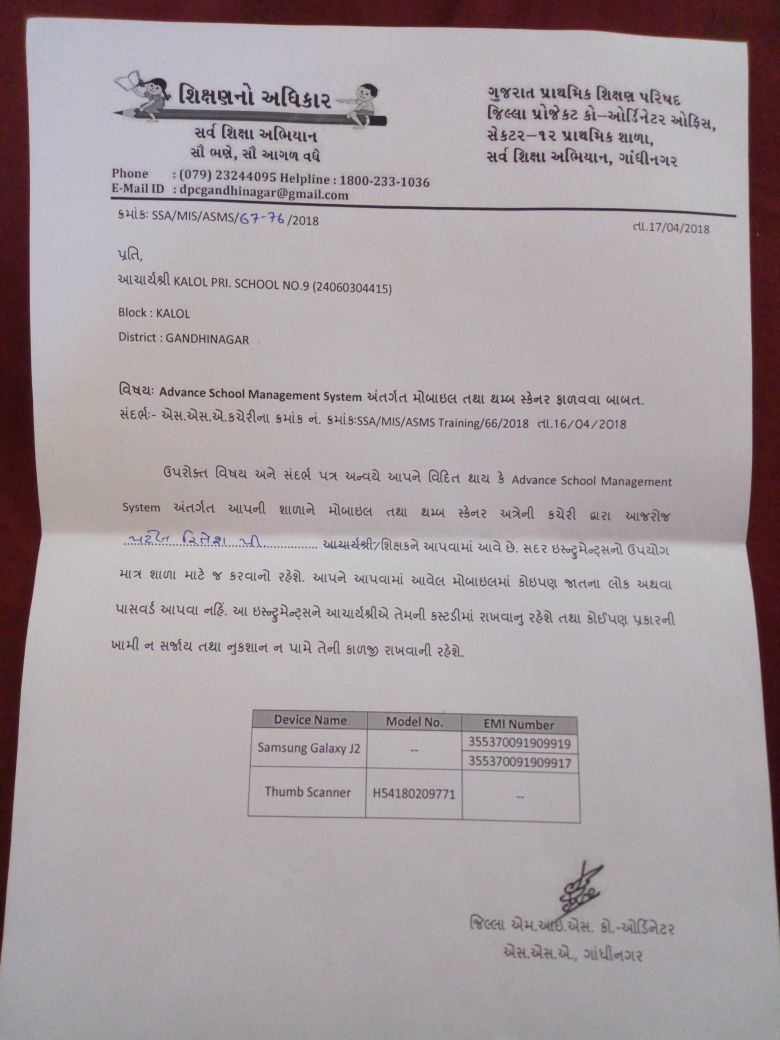 શિક્ષણનો અધિકાર
સર્વ શિક્ષા અભિયાન
સૌ ભણે, સૌ આગળ વધે
Phone : (079) 23244095 Helpline : 1800-233-1036
E-Mail ID : dpcgandhinagar@gmail.com
ગુજરાત પ્રાથમિક શિક્ષણ પરિષદ
જિલ્લા પ્રોજેકટ કો–ઓર્ડિનેટર ઓફિસ,
સેકટર–૧૨ પ્રાથમિક શાળા,
સર્વ શિક્ષા અભિયાન, ગાંધીનગર
ક્રમાંકઃ SSA/MIS/ASMS/67-76/2018
તા.17/04/2018
પ્રતિ,
આચાર્યશ્રી KALOL PRI. SCHOOL NO.9 (24060304415)
Block : KALOL
District : GANDHINAGAR
વિષયઃ Advance School Management System અંતર્ગત મોબાઇલ તથા થમ્બ સ્કેનર ફાળવવા બાબત.
સંદર્ભઃ- એસ.એસ.એ.કચેરીના ક્રમાંક નં. ક્રમાંકઃSSA/MIS/ASMS Training/66/2018 તા.16/04/2018
ઉપરોક્ત વિષય અને સંદર્ભ પત્ર અન્વયે આપને વિદિત થાય કે Advance School Management
System અંતર્ગત આપની શાળાને મોબાઇલ તથા થમ્બ સ્કેનર અત્રેની કચેરી દ્વારા આજરોજ
પટેલ રિતેશ પી. ............... આચાર્યશ્રી/શિક્ષકને આપવામાં આવે છે. સદર ઇસ્ન્ટ્રુમેન્ટ્સનો ઉપયોગ
માત્ર શાળા માટે જ કરવાનો રહેશે. આપને આપવામાં આવેલ મોબાઇલમાં કોઇપણ જાતના લોક અથવા
પાસવર્ડ આપવા નહિં. આ ઇસ્ન્ટ્રુમેન્ટ્સને આચાર્યશ્રીએ તેમની કસ્ટડીમાં રાખવાનુ રહેશે તથા કોઈપણ પ્રકારની
ખામી ન સર્જાય તથા નુકશાન ન પામે તેની કાળજી રાખવાની રહેશે.
Device Name Model No. EMI Number
Samsung Galaxy J2 -- 355370091909919
355370091909917
Thumb Scanner H54180209771 --
જિલ્લા એમ.આઇ.એસ. કો.-ઓર્ડિનેટર
એસ.એસ.એ., ગાંધીનગર